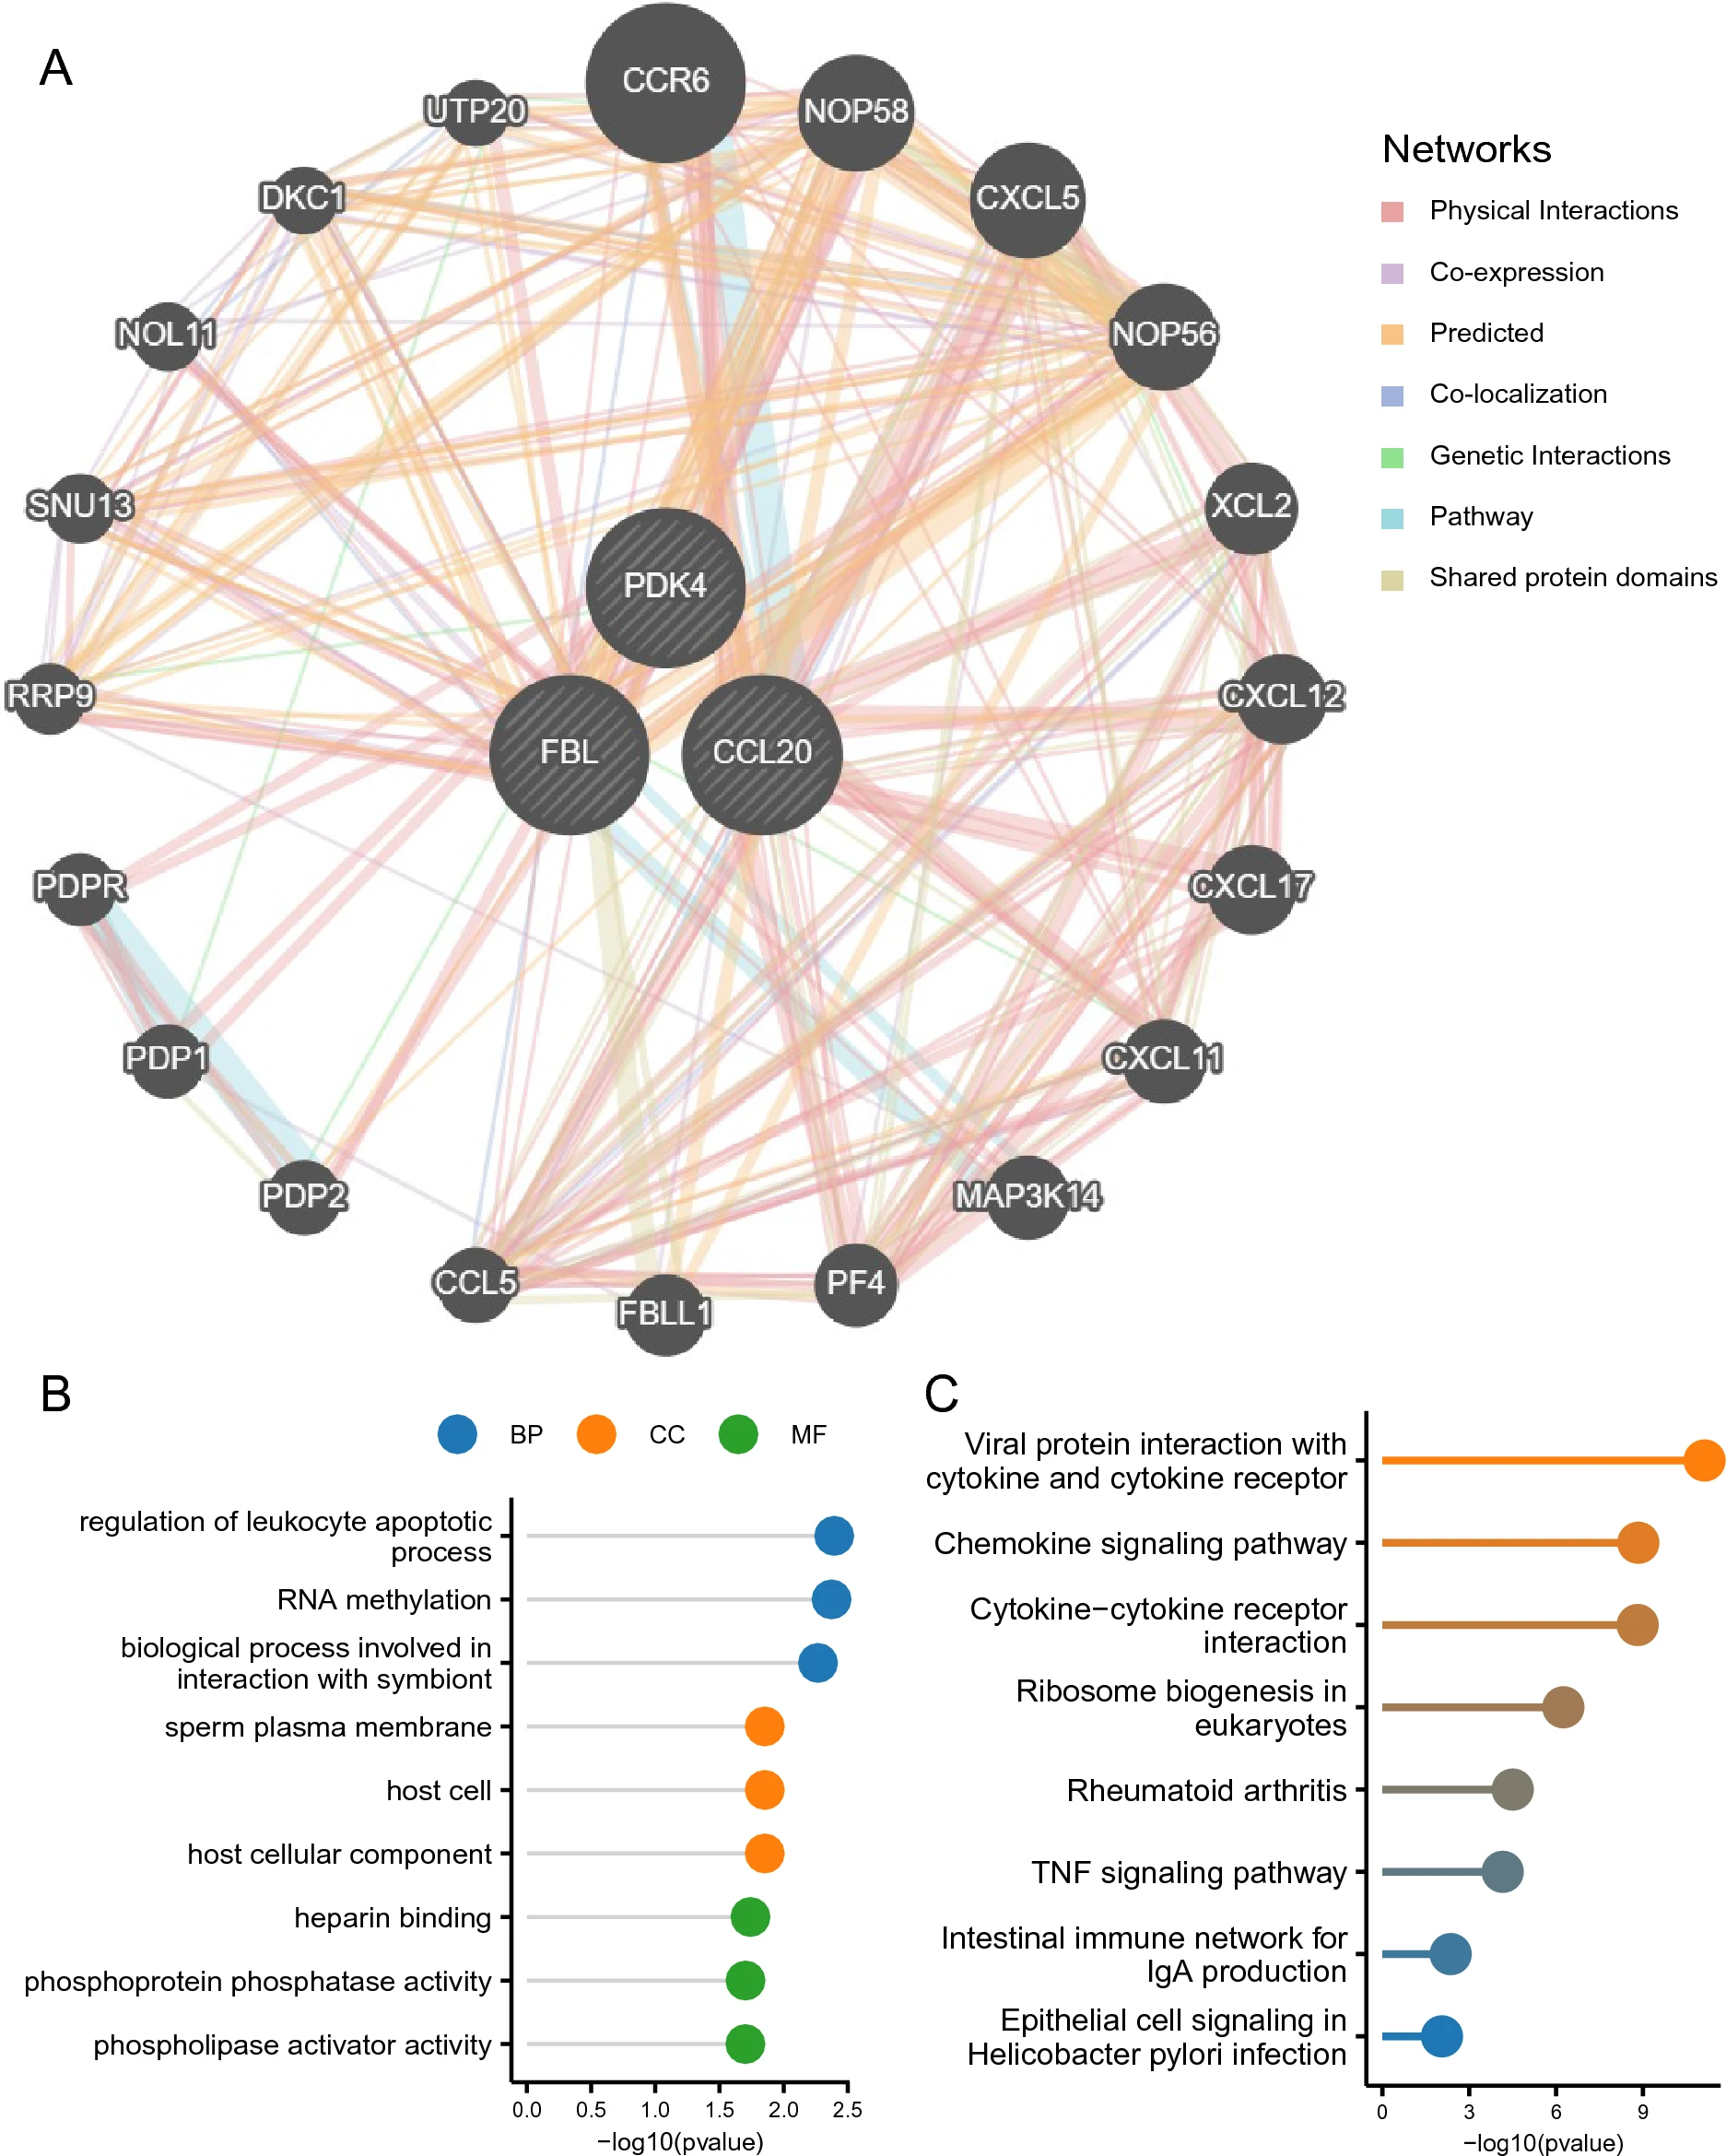 A
CCR6
NOP58
UTP20
CXCL5
DKC1
NOP56
NOL11
XCL2
SNU13
PDK4
CXCL12
RRP9
FBL
CCL20
CXCL17
PDPR
CXCL11
PDP1
MAP3K14
PDP2
PF4
CCL5
FBLL1
Networks
Physical Interactions
Co-expression
Predicted
Co-localization
Genetic Interactions
Pathway
Shared protein domains
B
BP
CC
MF
regulation of leukocyte apoptotic
process
RNA methylation
biological process involved in
interaction with symbiont
sperm plasma membrane
host cell
host cellular component
heparin binding
phosphoprotein phosphatase activity
phospholipase activator activity
0.0 0.5 1.0 1.5 2.0 2.5
−log10(pvalue)
C
Viral protein interaction with
cytokine and cytokine receptor
Chemokine signaling pathway
Cytokine−cytokine receptor
interaction
Ribosome biogenesis in
eukaryotes
Rheumatoid arthritis
TNF signaling pathway
Intestinal immune network for
IgA production
Epithelial cell signaling in
Helicobacter pylori infection
0 3 6 9
−log10(pvalue)